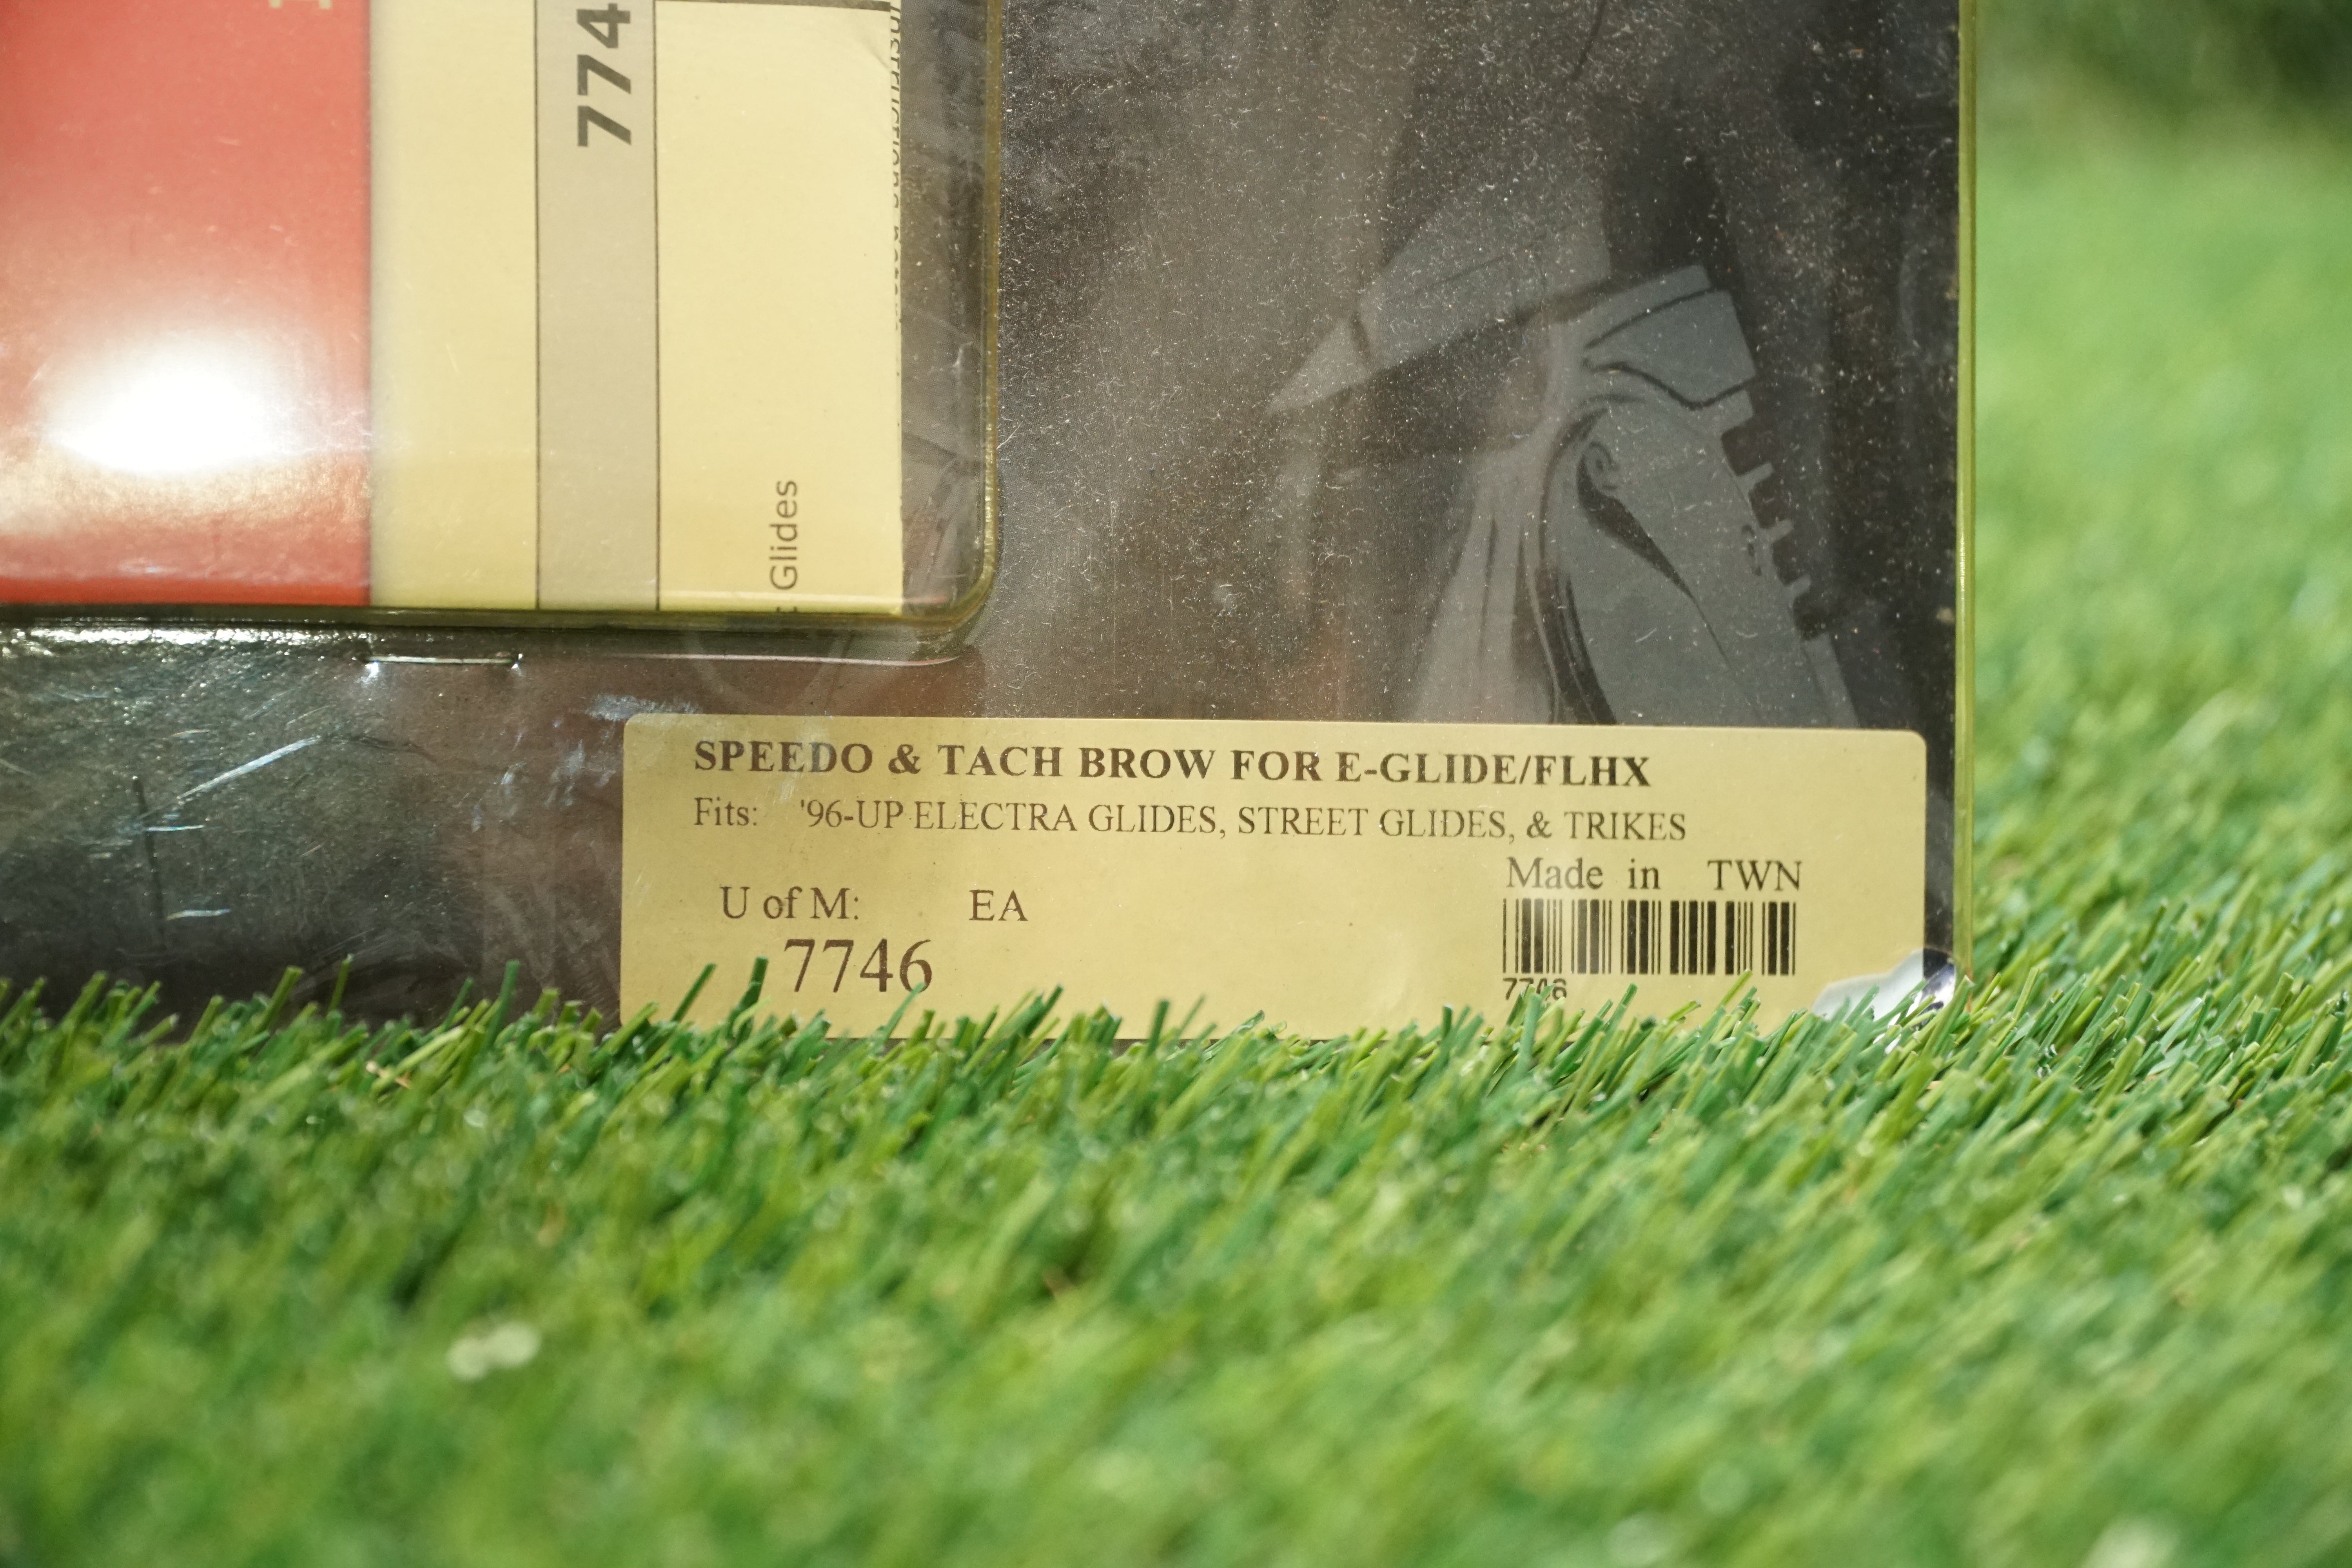 774
Glides
SPEEDO & TACH BROW FOR E-GLIDE/FLHX
Fits: '96-UP ELECTRA GLIDES, STREET GLIDES, & TRIKES
Made in TWN
U of M: EA
7746
7746